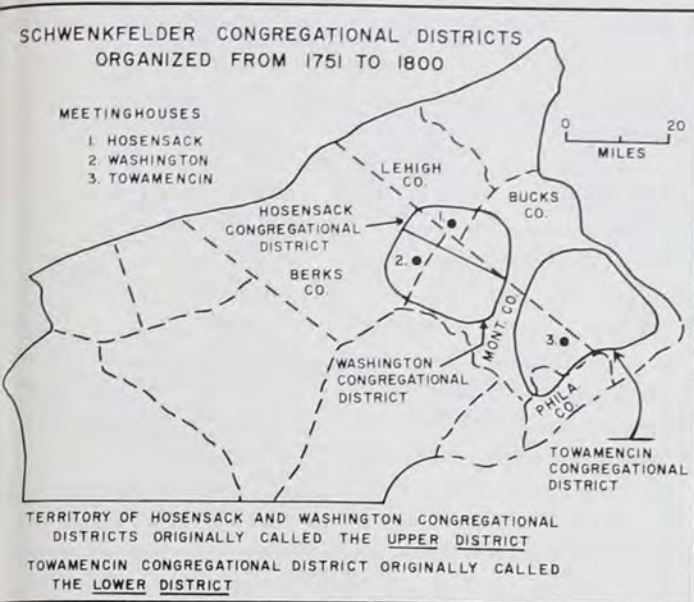 SCHWENKFELDER CONGREGATIONAL DISTRICTS
ORGANIZED FROM 1751 TO 1800
MEETINGHOUSES
1. HOSENSACK
2. WASHINGTON
3. TOWAMENCIN
0 20
MILES
LEHIGH
CO.
BUCKS
CO.
HOSENSACK
CONGREGATIONAL
DISTRICT
1.
2.
BERKS
CO.
MONT. CO.
3.
WASHINGTON
CONGREGATIONAL
DISTRICT
PHILA.
CO.
TOWAMENCIN
CONGREGATIONAL
DISTRICT
TERRITORY OF HOSENSACK AND WASHINGTON CONGREGATIONAL
DISTRICTS ORIGINALLY CALLED THE UPPER DISTRICT
TOWAMENCIN CONGREGATIONAL DISTRICT ORIGINALLY CALLED
THE LOWER DISTRICT